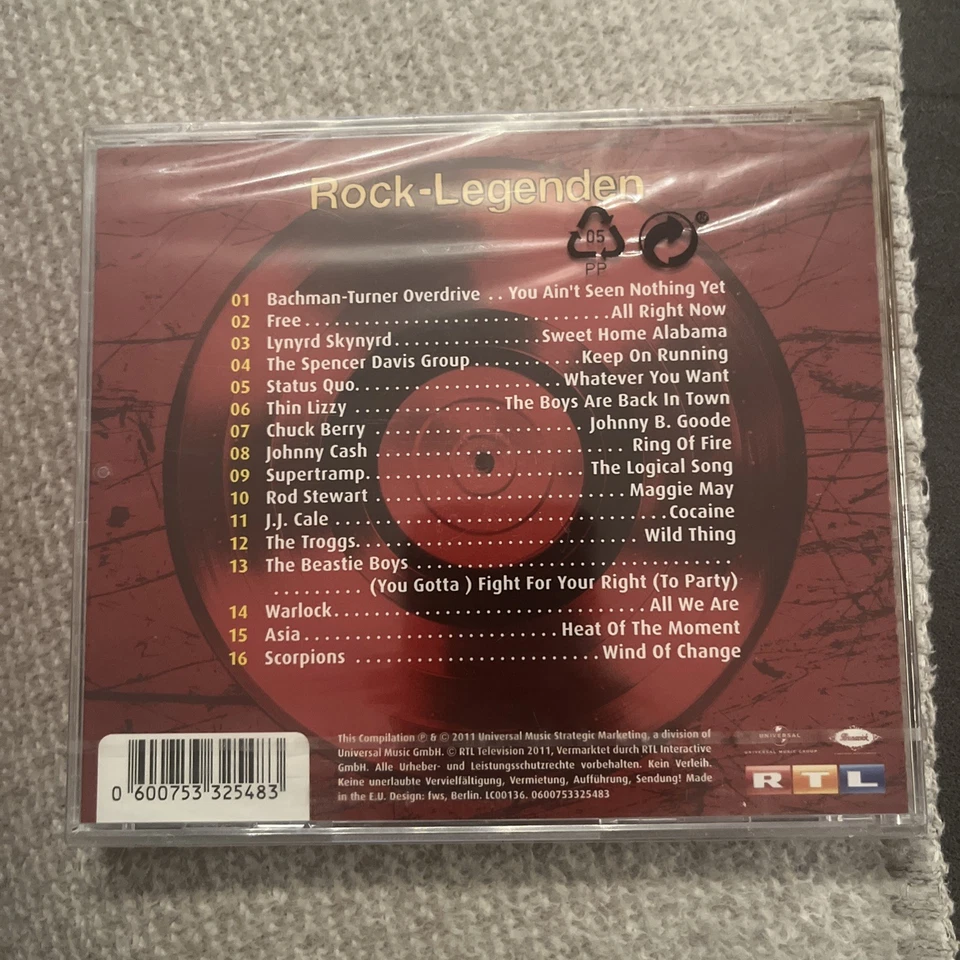 Rock-Legenden
05
PP
®
01 Bachman-Turner Overdrive .. You Ain't Seen Nothing Yet
02 Free.............................All Right Now
03 Lynyrd Skynyrd...............Sweet Home Alabama
04 The Spencer Davis Group...........Keep On Running
05 Status Quo.....................Whatever You Want
06 Thin Lizzy ...............The Boys Are Back In Town
07 Chuck Berry ..................... Johnny B. Goode
08 Johnny Cash .......................... Ring Of Fire
09 Supertramp......................The Logical Song
10 Rod Stewart .........................Maggie May
11 J.J. Cale .................................Cocaine
12 The Troggs............................ Wild Thing
13 The Beastie Boys ...............................
......... (You Gotta ) Fight For Your Right (To Party)
14 Warlock...............................All We Are
15 Asia.........................Heat Of The Moment
16 Scorpions ........................Wind Of Change
This Compilation ℗ & © 2011 Universal Music Strategic Marketing, a division of
Universal Music GmbH. © RTL Television 2011, Vermarktet durch RTL Interactive
GmbH. Alle Urheber- und Leistungsschutzrechte vorbehalten. Kein Verleih.
Keine unerlaubte Vervielfältigung, Vermietung, Aufführung, Sendung! Made
in the E.U. Design: fws, Berlin. LC00136. 0600753325483
0 600753 325483
UNIVERSAL
UNIVERSAL MUSIC GROUP
RTL